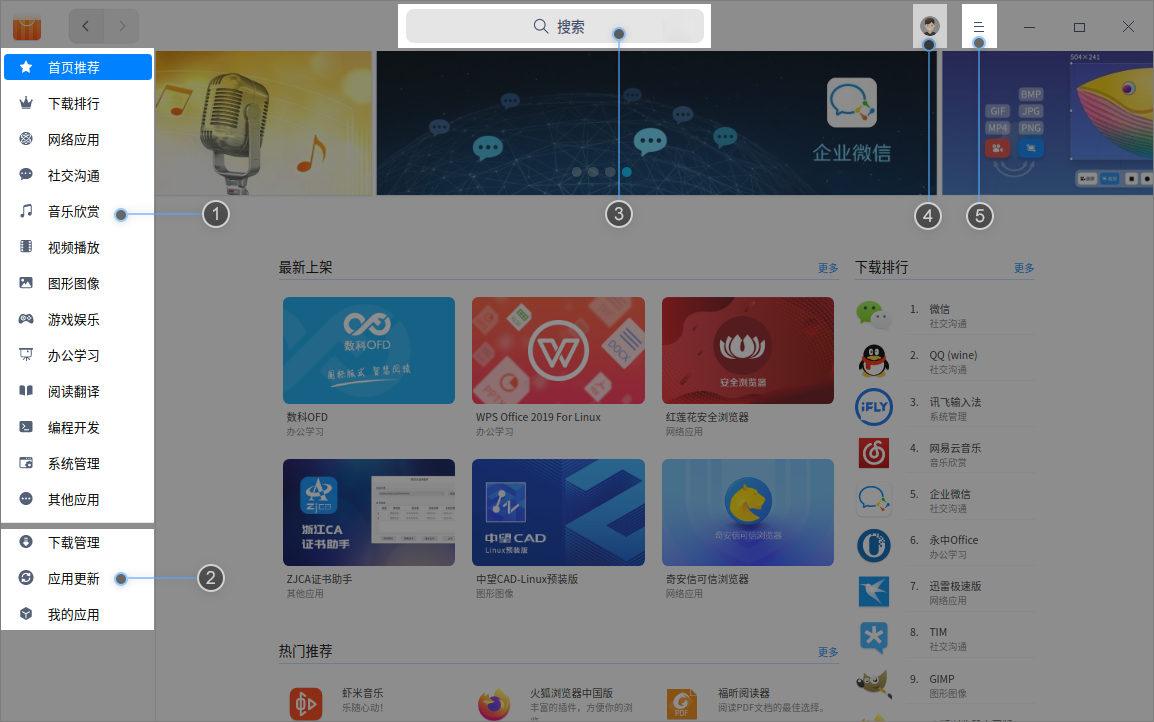 搜索
首页推荐
下载排行
网络应用
社交沟通
音乐欣赏
视频播放
图形图像
游戏娱乐
办公学习
阅读翻译
编程开发
系统管理
其他应用
下载管理
应用更新
我的应用
1
2
3
4
5
企业微信
504×241
BMP
GIF
JPG
MP4
PNG
最新上架
更多
数科OFD
国标版式 智慧阅读
DOCX
PPTX
PDF
安全浏览器
数科OFD
办公学习
WPS Office 2019 For Linux
办公学习
红莲花安全浏览器
网络应用
ZJCA
浙江CA
证书助手
中望CAD
Linux预装版
奇安信可信浏览器
ZJCA证书助手
其他应用
中望CAD-Linux预装版
图形图像
奇安信可信浏览器
网络应用
热门推荐
更多
虾米音乐
乐随心动!
火狐浏览器中国版
丰富的插件，方便你的浏
PDF
福昕阅读器
阅读PDF文档的最佳选择。
下载排行
更多
1. 微信
社交沟通
2. QQ (wine)
社交沟通
iFLY
3. 讯飞输入法
系统管理
4. 网易云音乐
音乐欣赏
5. 企业微信
社交沟通
6. 永中Office
办公学习
7. 迅雷极速版
网络应用
8. TIM
社交沟通
9. GIMP
图形图像